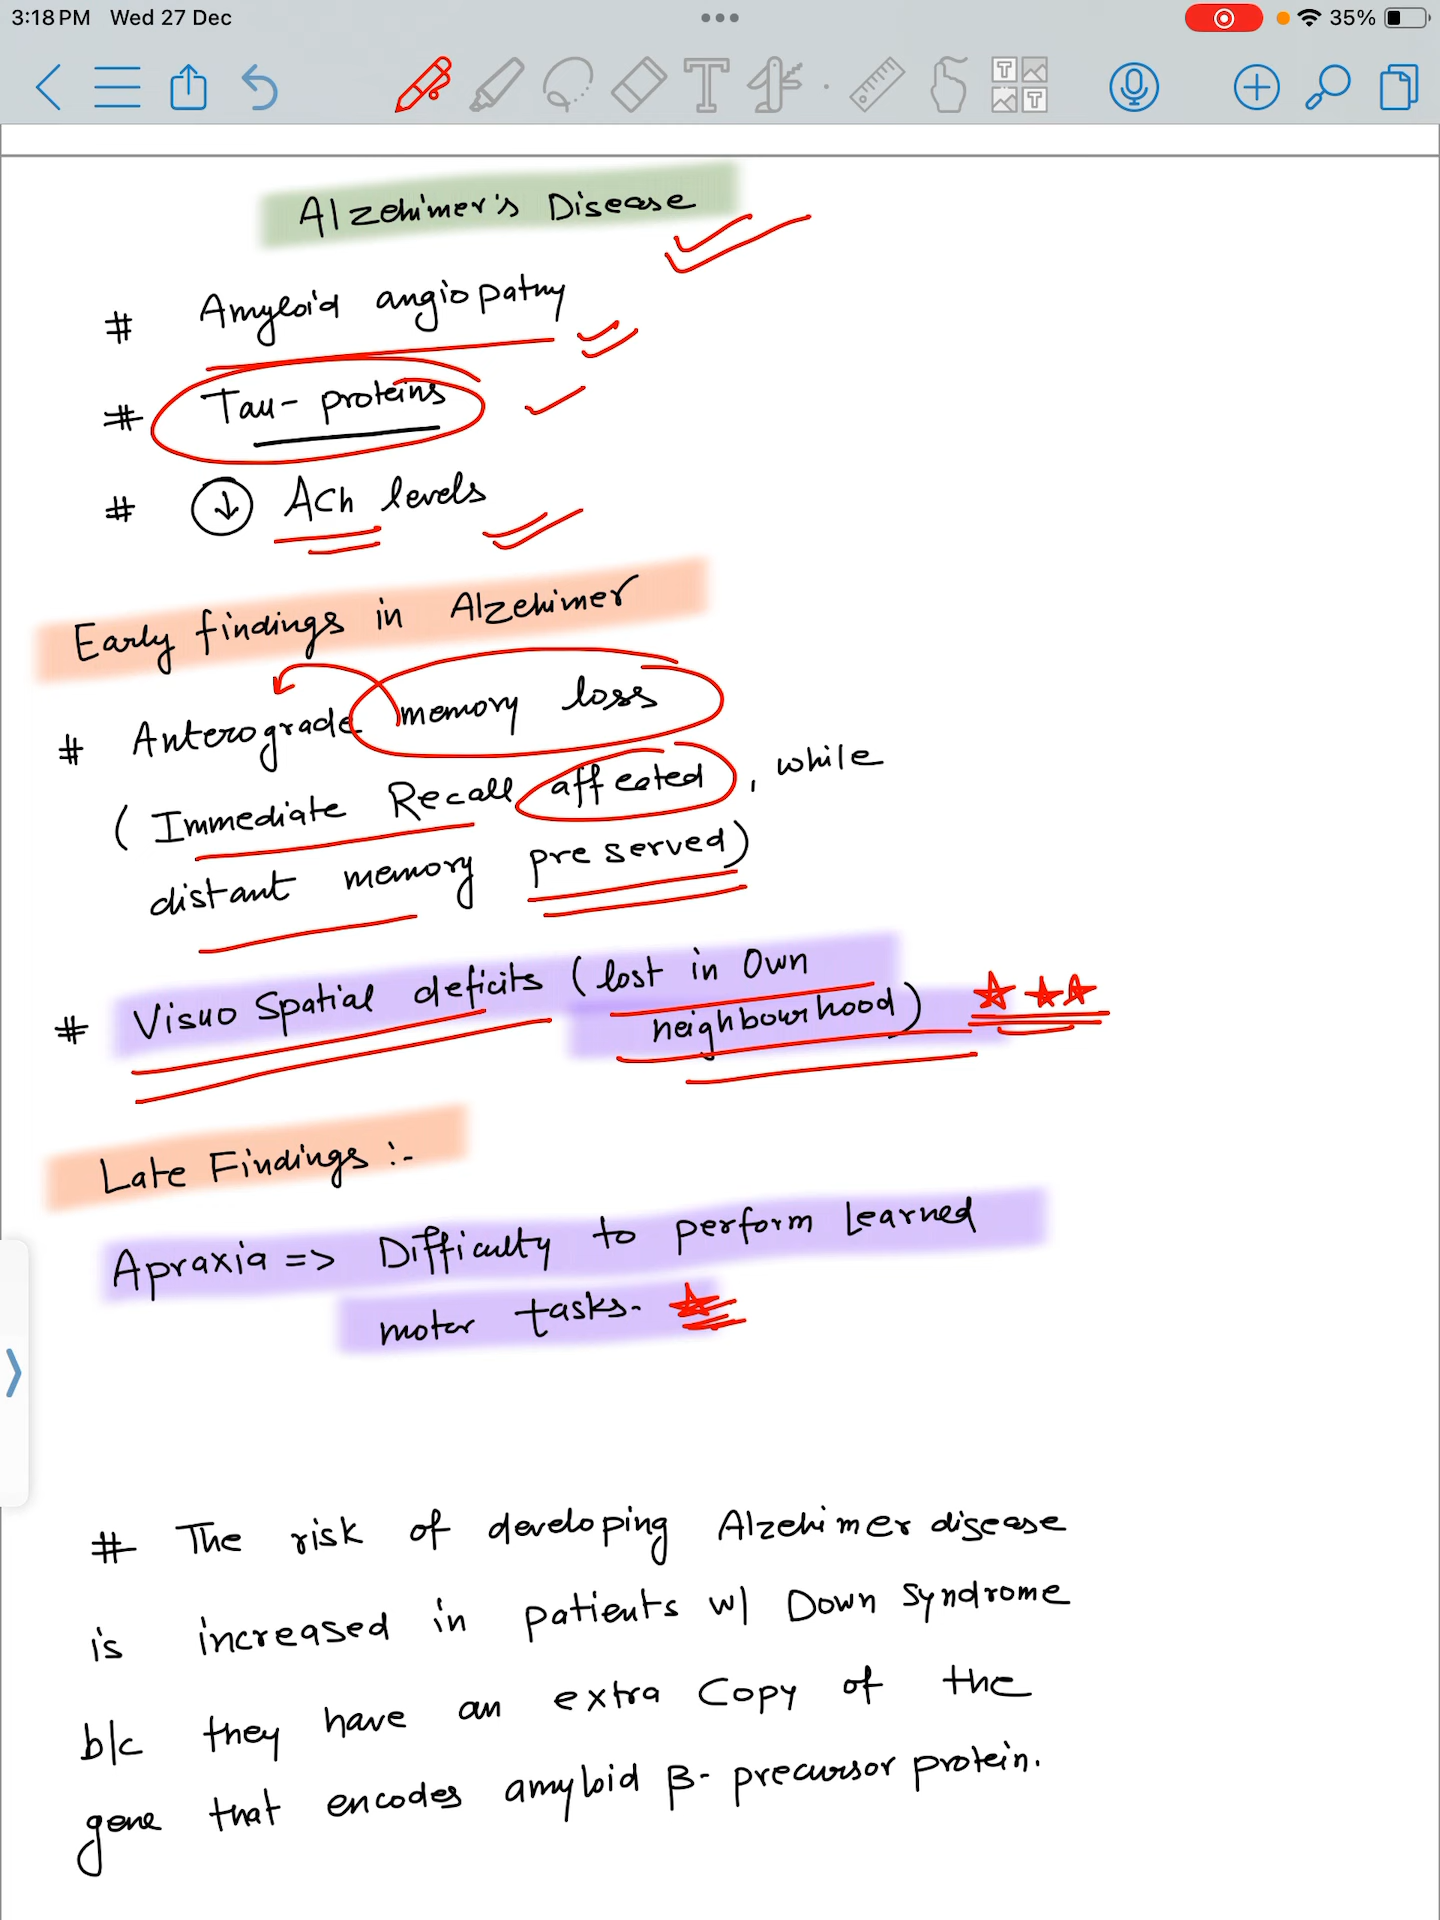 3:18 PM Wed 27 Dec
35%
Alzehimer's Disease
# Amyloid angiopathy
# Tau- proteins
# ↓ ACh levels
Early findings in Alzehimer
# Anterograde memory loss
( Immediate Recall affected, while
distant memory preserved)
# Visuo Spatial deficits (lost in Own
neighbourhood)
Late Findings :-
Apraxia => Difficulty to perform Learned
motor tasks.
# The risk of developing Alzehimer disease
is increased in patients w/ Down Syndrome
b/c they have an extra Copy of the
gene that encodes amyloid β- precursor protein.